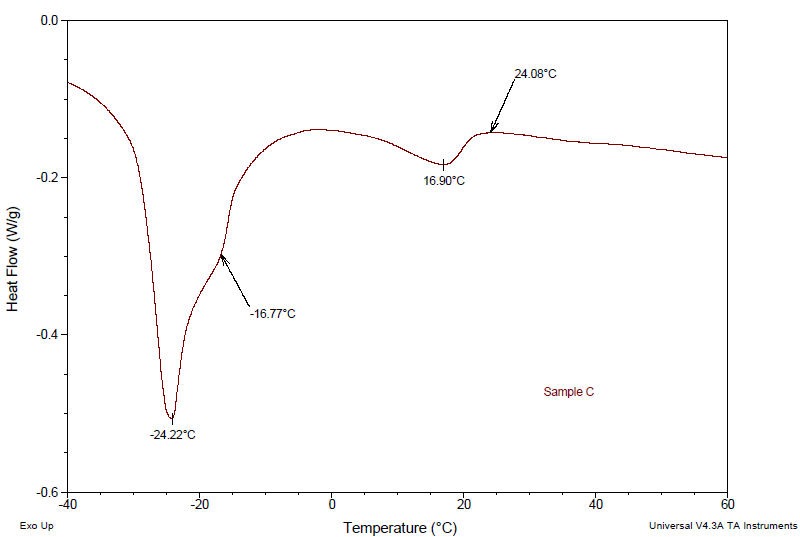 0.0
24.08°C
-0.2
16.90°C
Heat Flow (W/g)
-16.77°C
-0.4
Sample C
-24.22°C
-0.6
-40
-20
0
20
40
60
Exo Up
Temperature (°C)
Universal V4.3A TA Instruments